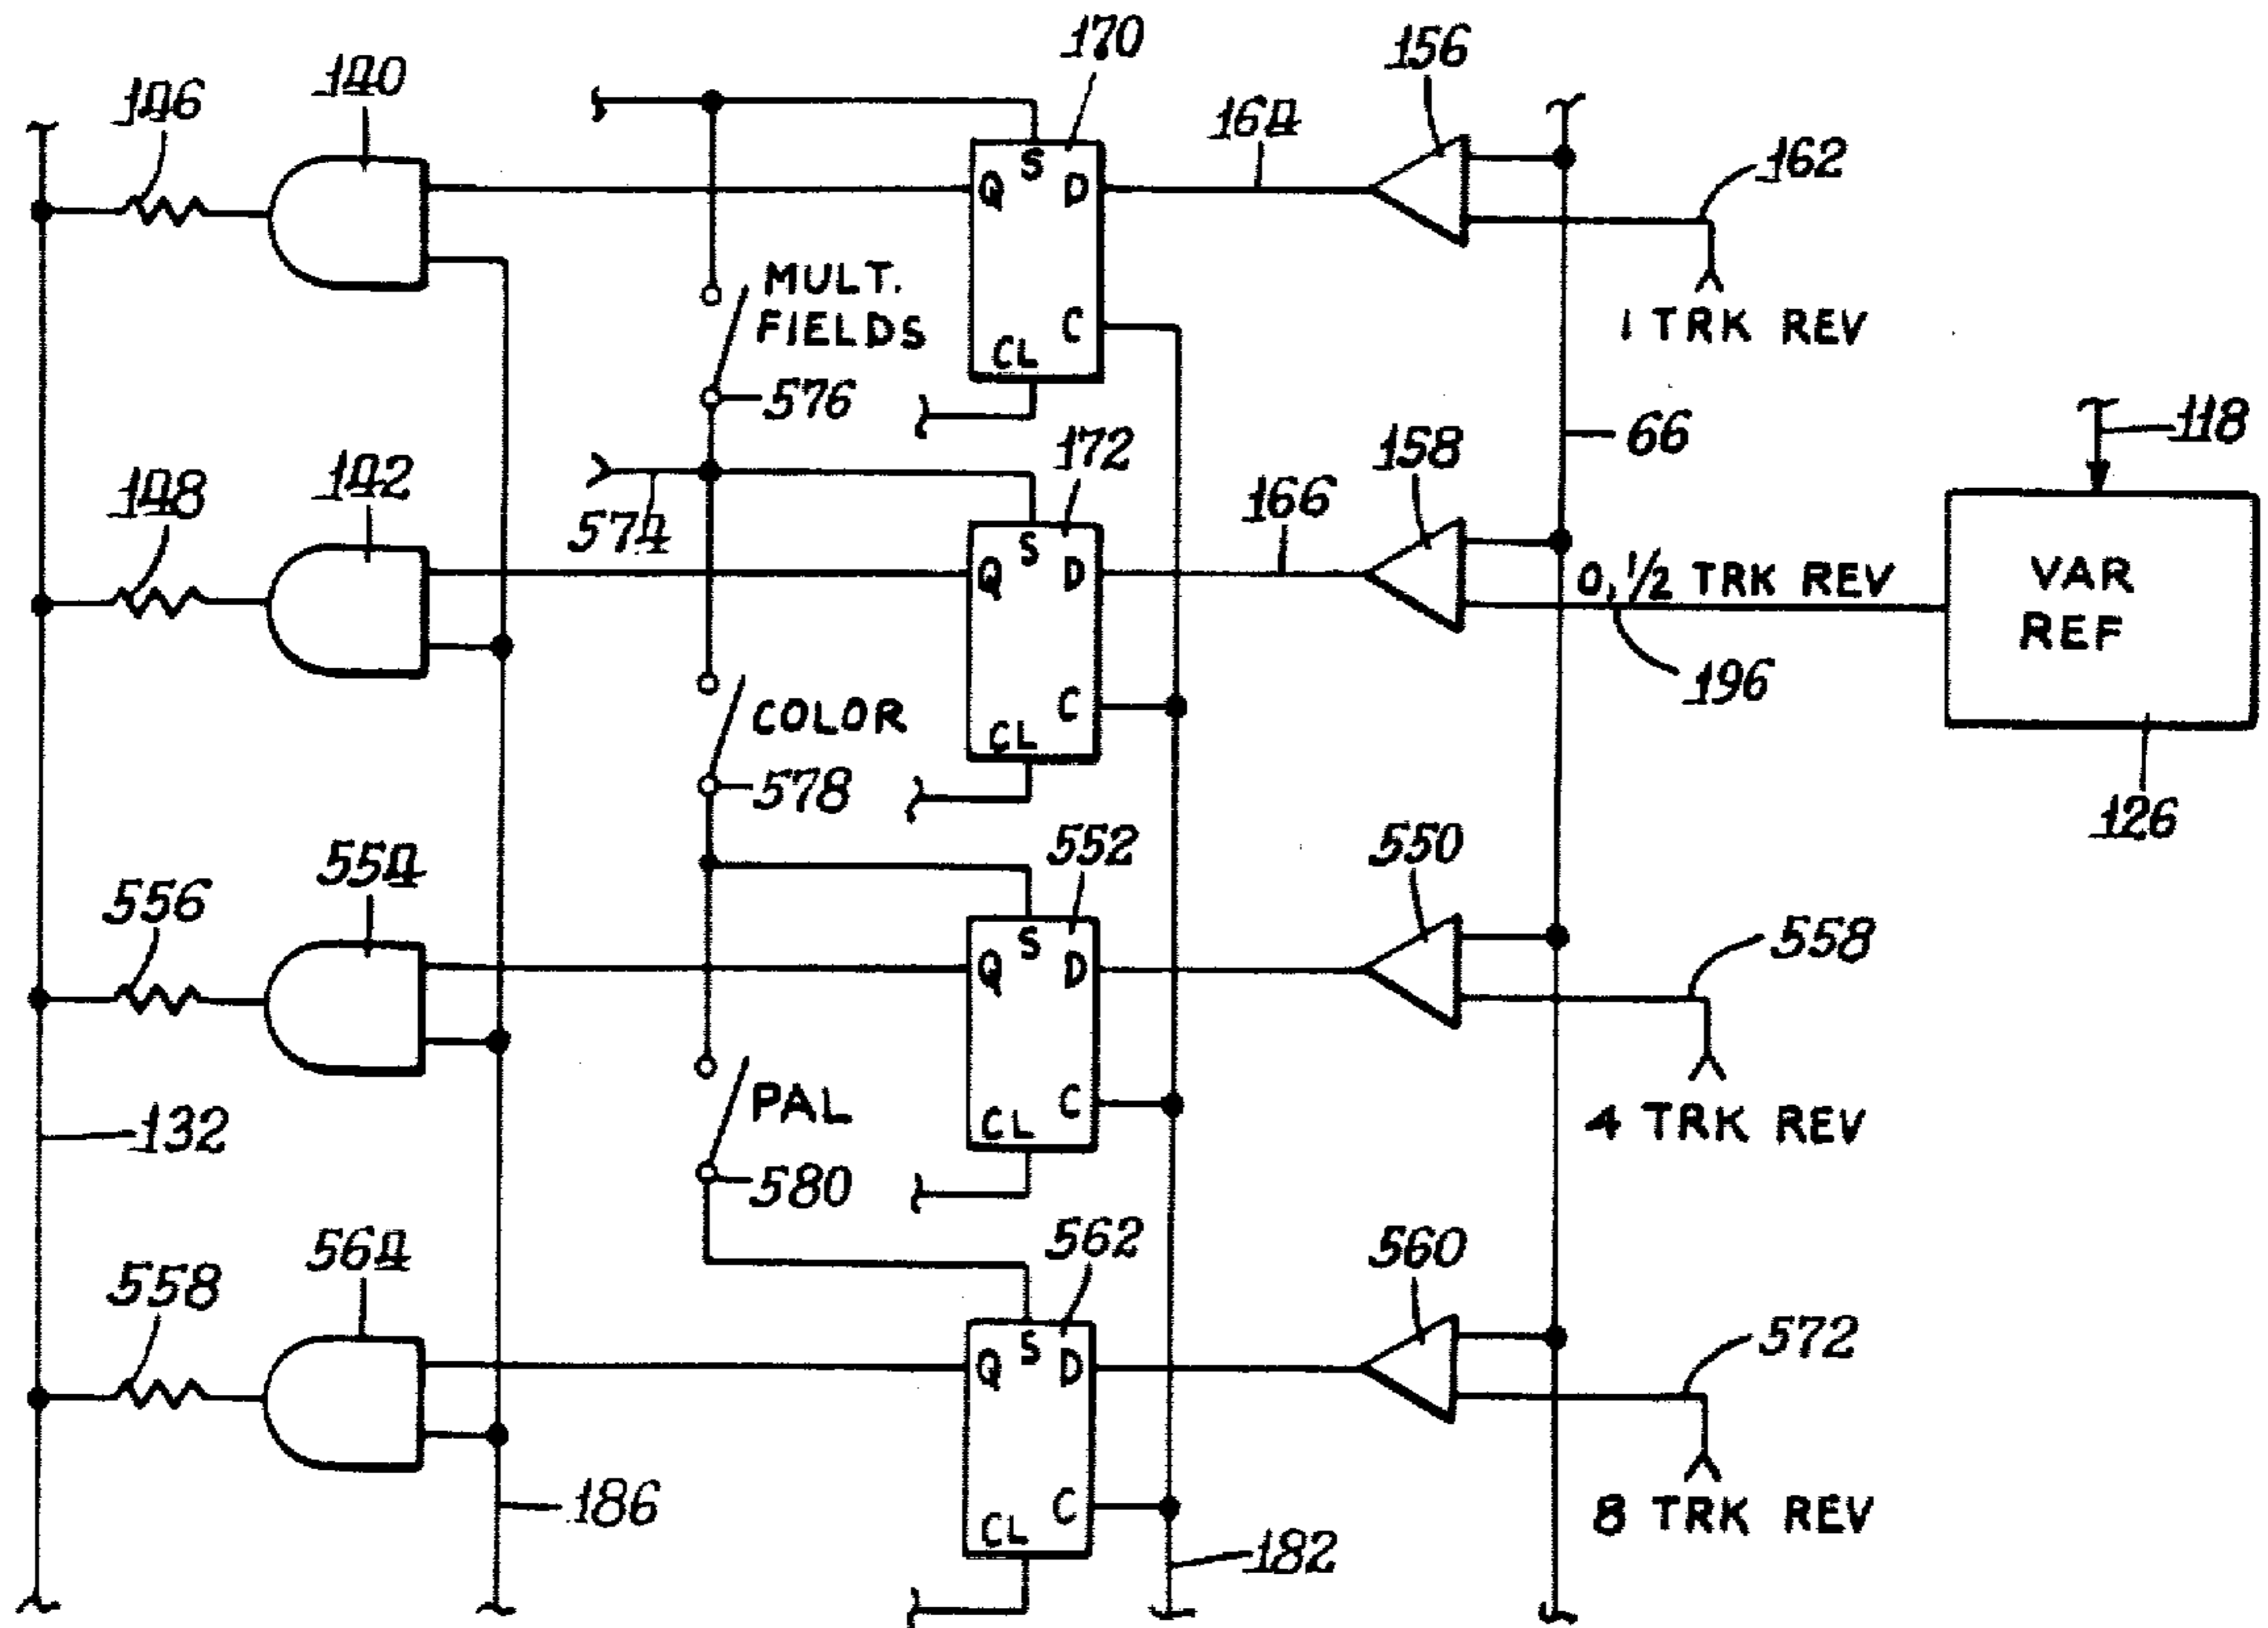 170
156
140
146
164
162
S
Q
D
MULT.
FIELDS
C
CL
1 TRK REV
576
66
118
172
158
142
148
166
574
S
Q
D
0, 1/2 TRK REV
VAR
REF
196
COLOR
C
CL
578
126
552
550
554
556
558
S
Q
D
PAL
C
CL
4 TRK REV
132
580
562
560
564
558
572
S
Q
D
186
C
CL
8 TRK REV
182